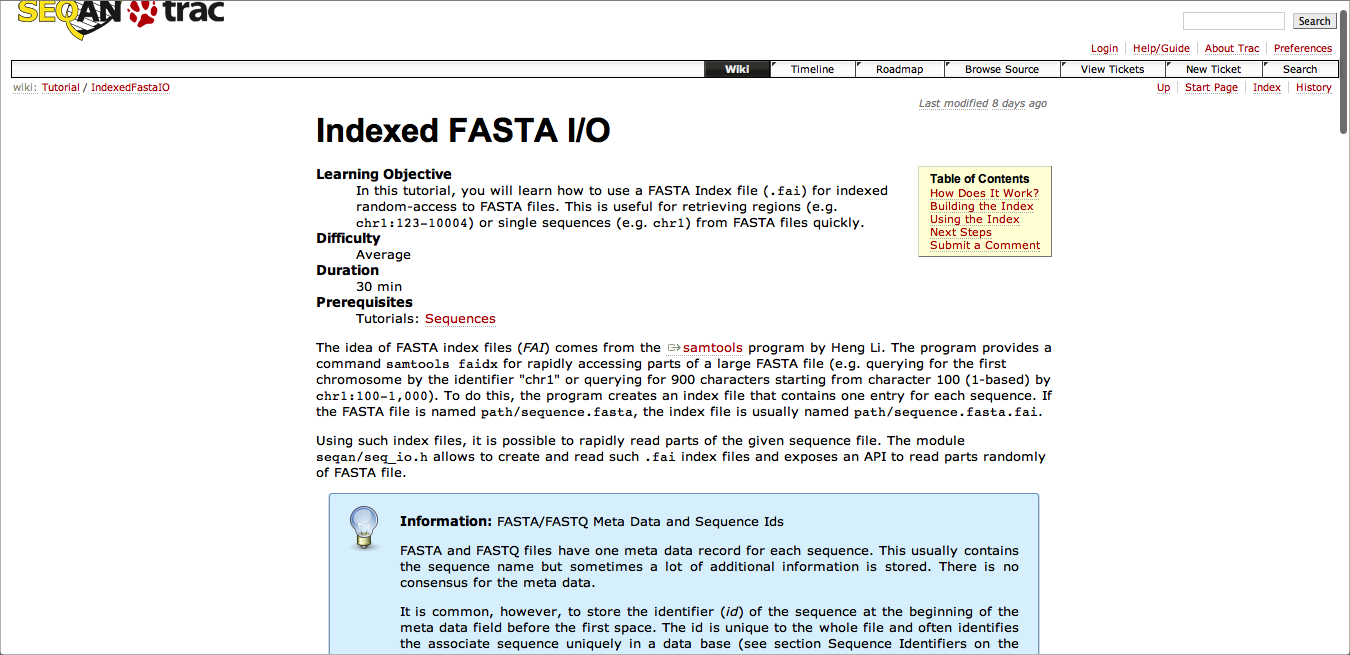 SEQAN trac
Search
Login Help/Guide About Trac Preferences
Wiki Timeline Roadmap Browse Source View Tickets New Ticket Search
wiki: Tutorial / IndexedFastaIO Up Start Page Index History
Last modified 8 days ago
Indexed FASTA I/O
Learning Objective
In this tutorial, you will learn how to use a FASTA Index file (.fai) for indexed
random-access to FASTA files. This is useful for retrieving regions (e.g.
chr1:123-10004) or single sequences (e.g. chr1) from FASTA files quickly.
Difficulty
Average
Duration
30 min
Prerequisites
Tutorials: Sequences
Table of Contents
How Does It Work?
Building the Index
Using the Index
Next Steps
Submit a Comment
The idea of FASTA index files (FAI) comes from the samtools program by Heng Li. The program provides a
command samtools faidx for rapidly accessing parts of a large FASTA file (e.g. querying for the first
chromosome by the identifier "chr1" or querying for 900 characters starting from character 100 (1-based) by
chr1:100-1,000). To do this, the program creates an index file that contains one entry for each sequence. If
the FASTA file is named path/sequence.fasta, the index file is usually named path/sequence.fasta.fai.
Using such index files, it is possible to rapidly read parts of the given sequence file. The module
seqan/seq_io.h allows to create and read such .fai index files and exposes an API to read parts randomly
of FASTA file.
Information: FASTA/FASTQ Meta Data and Sequence Ids
FASTA and FASTQ files have one meta data record for each sequence. This usually contains
the sequence name but sometimes a lot of additional information is stored. There is no
consensus for the meta data.
It is common, however, to store the identifier (id) of the sequence at the beginning of the
meta data field before the first space. The id is unique to the whole file and often identifies
the associate sequence uniquely in a data base (see section Sequence Identifiers on the